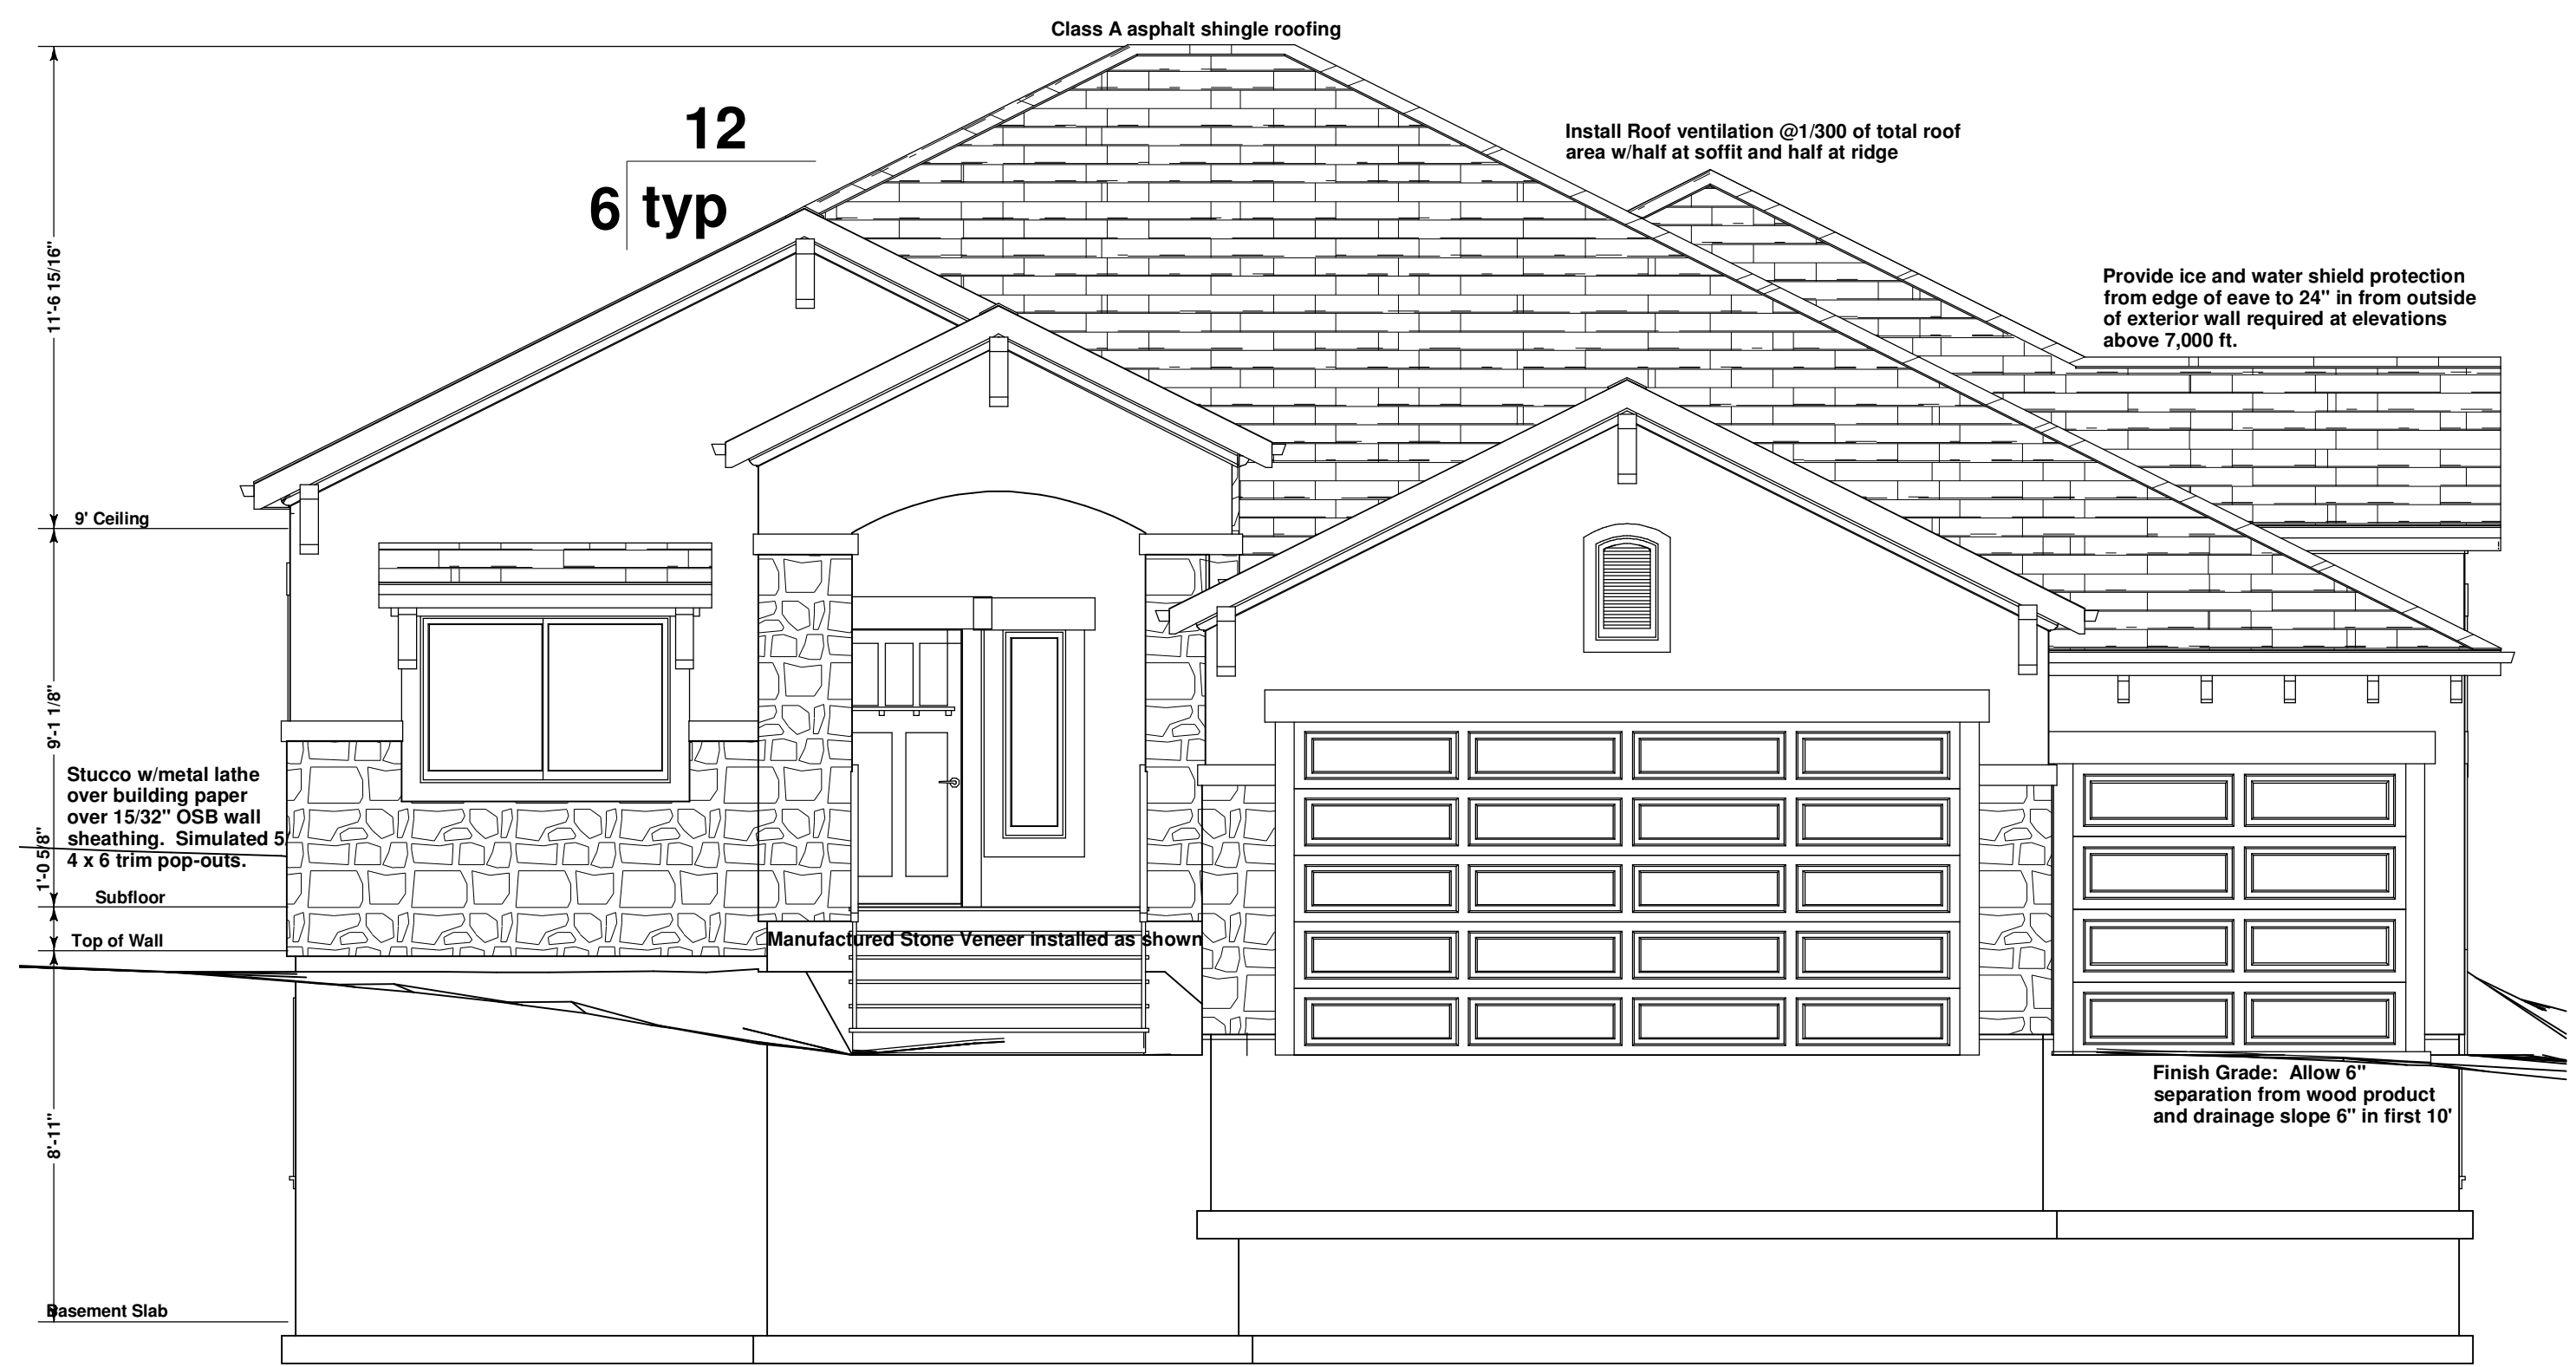 Class A asphalt shingle roofing
12
6 typ
Install Roof ventilation @1/300 of total roof
area w/half at soffit and half at ridge
Provide ice and water shield protection
from edge of eave to 24" in from outside
of exterior wall required at elevations
above 7,000 ft.
11'-6 15/16"
9' Ceiling
9'-1 1/8"
Stucco w/metal lathe
over building paper
over 15/32" OSB wall
sheathing. Simulated 5/
4 x 6 trim pop-outs.
1'-0 5/8"
Subfloor
Top of Wall
Manufactured Stone Veneer installed as shown
Finish Grade: Allow 6"
separation from wood product
and drainage slope 6" in first 10'
8'-11"
Basement Slab